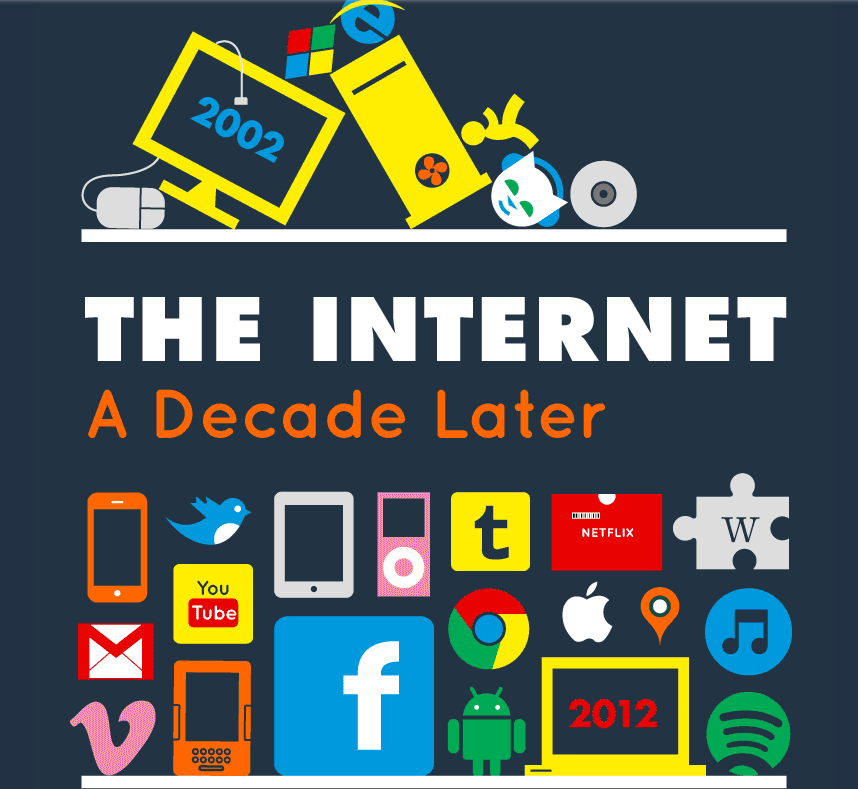 2002
THE INTERNET
A Decade Later
t
NETFLIX
W
You
Tube
f
2012